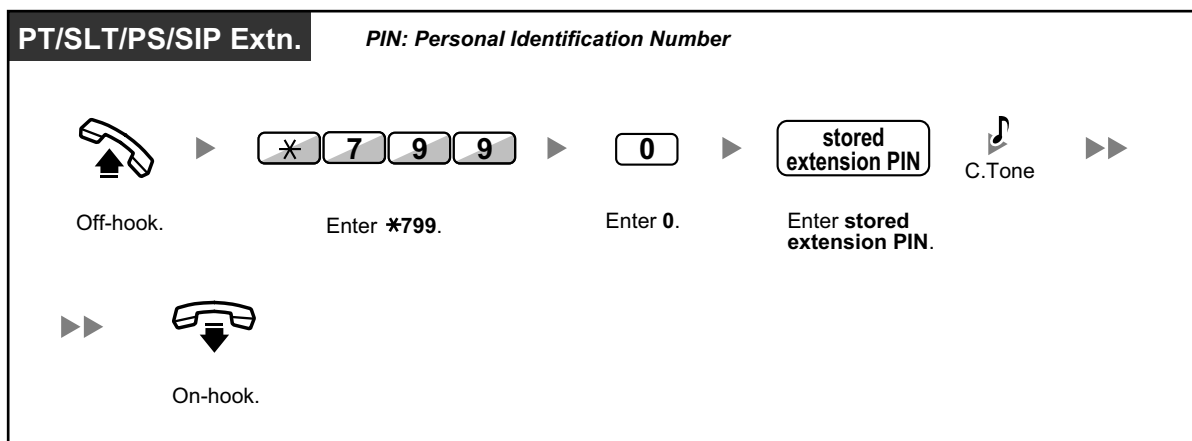 PT/SLT/PS/SIP Extn.
PIN: Personal Identification Number
* 7 9 9
0
stored
extension PIN
C.Tone
Off-hook.
Enter *799.
Enter 0.
Enter stored
extension PIN.
On-hook.